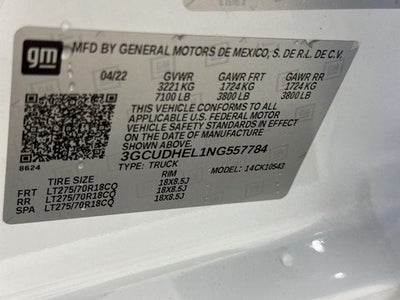 gm
MFD BY GENERAL MOTORS DE MEXICO, S. DE R.L. DE C.V.
04/22 GVWR GAWR FRT GAWR RR
3221 KG 1724 KG 1724 KG
7100 LB 3800 LB 3800 LB
THIS VEHICLE CONFORMS TO ALL
APPLICABLE U.S. FEDERAL MOTOR
VEHICLE SAFETY STANDARDS
IN EFFECT ON THE DATE OF MANUFACTURE
SHOWN ABOVE.
3GCUDHEL1NG557784
8624 TYPE: TRUCK MODEL: 14CK10543
TIRE SIZE RIM
FRT LT275/70R18CQ 18X8.5J
RR LT275/70R18CQ 18X8.5J
SPA LT275/70R18CQ 18X8.5J